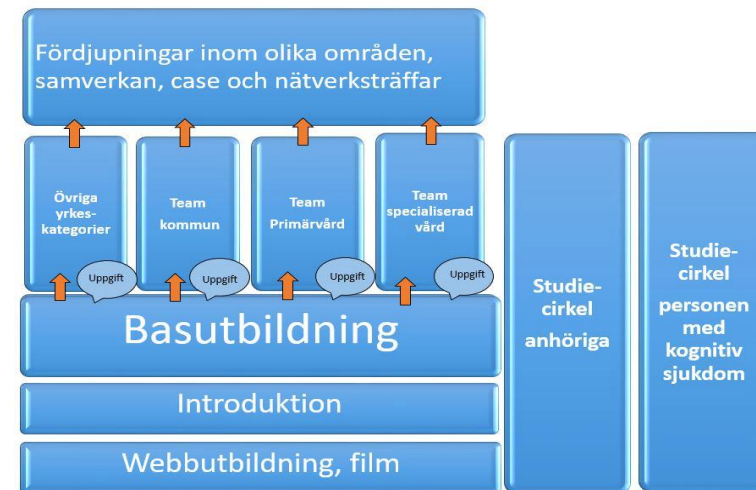 Fördjupningar inom olika områden,
samverkan, case och nätverksträffar
Övriga
yrkes-
kategorier
Team
kommun
Team
Primärvård
Team
specialiserad
vård
Uppgift
Uppgift
Uppgift
Uppgift
Basutbildning
Introduktion
Webbutbildning, film
Studie-
cirkel
anhöriga
Studie-
cirkel
personen
med
kognitiv
sjukdom